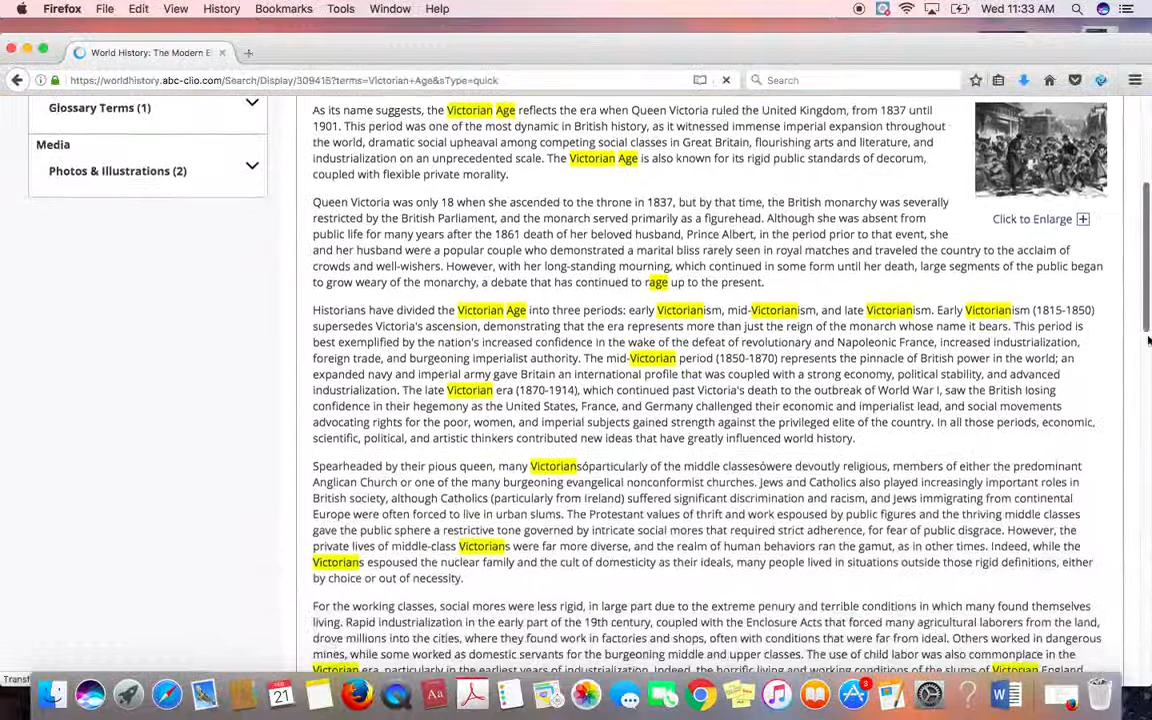 Firefox File Edit View History Bookmarks Tools Window Help Wed 11:33 AM
World History: The Modern E
https://worldhistory.abc-clio.com/Search/Display/309415?terms=Victorian+Age&sType=quick Search
Glossary Terms (1)
Media
Photos & Illustrations (2)
As its name suggests, the Victorian Age reflects the era when Queen Victoria ruled the United Kingdom, from 1837 until
1901. This period was one of the most dynamic in British history, as it witnessed immense imperial expansion throughout
the world, dramatic social upheaval among competing social classes in Great Britain, flourishing arts and literature, and
industrialization on an unprecedented scale. The Victorian Age is also known for its rigid public standards of decorum,
coupled with flexible private morality.
Click to Enlarge
Queen Victoria was only 18 when she ascended to the throne in 1837, but by that time, the British monarchy was severally
restricted by the British Parliament, and the monarch served primarily as a figurehead. Although she was absent from
public life for many years after the 1861 death of her beloved husband, Prince Albert, in the period prior to that event, she
and her husband were a popular couple who demonstrated a marital bliss rarely seen in royal matches and traveled the country to the acclaim of
crowds and well-wishers. However, with her long-standing mourning, which continued in some form until her death, large segments of the public began
to grow weary of the monarchy, a debate that has continued to rage up to the present.
Historians have divided the Victorian Age into three periods: early Victorianism, mid-Victorianism, and late Victorianism. Early Victorianism (1815-1850)
supersedes Victoria's ascension, demonstrating that the era represents more than just the reign of the monarch whose name it bears. This period is
best exemplified by the nation's increased confidence in the wake of the defeat of revolutionary and Napoleonic France, increased industrialization,
foreign trade, and burgeoning imperialist authority. The mid-Victorian period (1850-1870) represents the pinnacle of British power in the world; an
expanded navy and imperial army gave Britain an international profile that was coupled with a strong economy, political stability, and advanced
industrialization. The late Victorian era (1870-1914), which continued past Victoria's death to the outbreak of World War I, saw the British losing
confidence in their hegemony as the United States, France, and Germany challenged their economic and imperialist lead, and social movements
advocating rights for the poor, women, and imperial subjects gained strength against the privileged elite of the country. In all those periods, economic,
scientific, political, and artistic thinkers contributed new ideas that have greatly influenced world history.
Spearheaded by their pious queen, many Victoriansóparticularly of the middle classesòwere devoutly religious, members of either the predominant
Anglican Church or one of the many burgeoning evangelical nonconformist churches. Jews and Catholics also played increasingly important roles in
British society, although Catholics (particularly from Ireland) suffered significant discrimination and racism, and Jews immigrating from continental
Europe were often forced to live in urban slums. The Protestant values of thrift and work espoused by public figures and the thriving middle classes
gave the public sphere a restrictive tone governed by intricate social mores that required strict adherence, for fear of public disgrace. However, the
private lives of middle-class Victorians were far more diverse, and the realm of human behaviors ran the gamut, as in other times. Indeed, while the
Victorians espoused the nuclear family and the cult of domesticity as their ideals, many people lived in situations outside those rigid definitions, either
by choice or out of necessity.
For the working classes, social mores were less rigid, in large part due to the extreme penury and terrible conditions in which many found themselves
living. Rapid industrialization in the early part of the 19th century, coupled with the Enclosure Acts that forced many agricultural laborers from the land,
drove millions into the cities, where they found work in factories and shops, often with conditions that were far from ideal. Others worked in dangerous
mines, while some worked as domestic servants for the burgeoning middle and upper classes. The use of child labor was also commonplace in the
Victorian era, particularly in the earliest years of industrialization. Indeed, the horrific living and working conditions of the slums of Victorian England
Transf
21
3